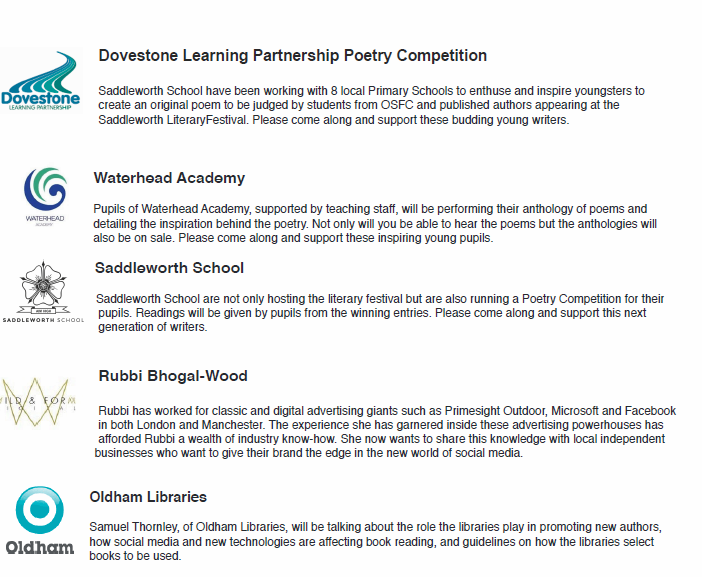 Dovestone Learning Partnership Poetry Competition
Dovestone
LEARNING PARTNERSHIP
Saddleworth School have been working with 8 local Primary Schools to enthuse and inspire youngsters to
create an original poem to be judged by students from OSFC and published authors appearing at the
Saddleworth LiteraryFestival. Please come along and support these budding young writers.
Waterhead Academy
WATERHEAD
ACADEMY
Pupils of Waterhead Academy, supported by teaching staff, will be performing their anthology of poems and
detailing the inspiration behind the poetry. Not only will you be able to hear the poems but the anthologies will
also be on sale. Please come along and support these inspiring young pupils.
Saddleworth School
SADDLEWORTH SCHOOL
Saddleworth School are not only hosting the literary festival but are also running a Poetry Competition for their
pupils. Readings will be given by pupils from the winning entries. Please come along and support this next
generation of writers.
Rubbi Bhogal-Wood
ILD & FORM
Rubbi has worked for classic and digital advertising giants such as Primesight Outdoor, Microsoft and Facebook
in both London and Manchester. The experience she has garnered inside these advertising powerhouses has
afforded Rubbi a wealth of industry know-how. She now wants to share this knowledge with local independent
businesses who want to give their brand the edge in the new world of social media.
Oldham Libraries
Oldham
Samuel Thornley, of Oldham Libraries, will be talking about the role the libraries play in promoting new authors,
how social media and new technologies are affecting book reading, and guidelines on how the libraries select
books to be used.